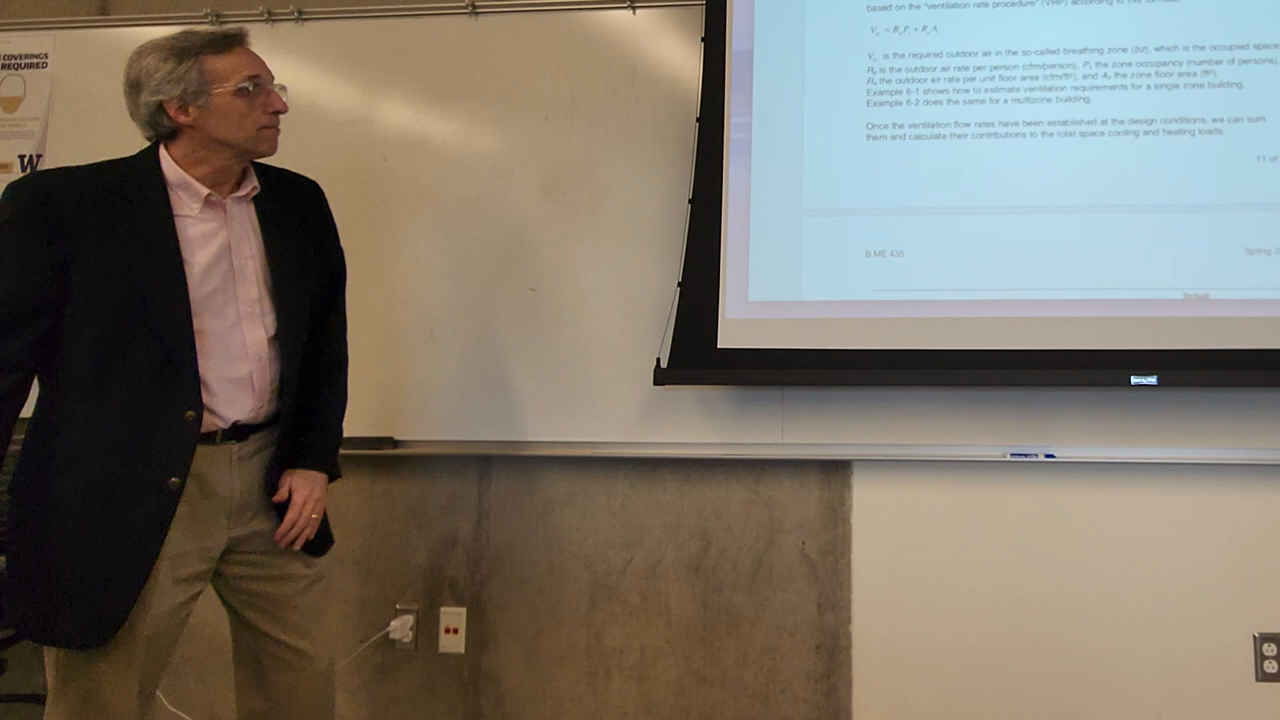 COVERINGS
REQUIRED
W
based on the "ventilation rate procedure" (VRP) according to this formula:
V_bz = R_p P_z + R_a A_z
V_bz is the required outdoor air in the so-called breathing zone (bz), which is the occupied space
R_p is the outdoor air rate per person (cfm/person), P_z the zone occupancy (number of persons),
R_a the outdoor air rate per unit floor area (cfm/ft²), and A_z the zone floor area (ft²).
Example 6-1 shows how to estimate ventilation requirements for a single zone building.
Example 6-2 does the same for a multizone building.
Once the ventilation flow rates have been established at the design conditions, we can sum
them and calculate their contributions to the total space cooling and heating loads.
11 of
B ME 435
Spring 2